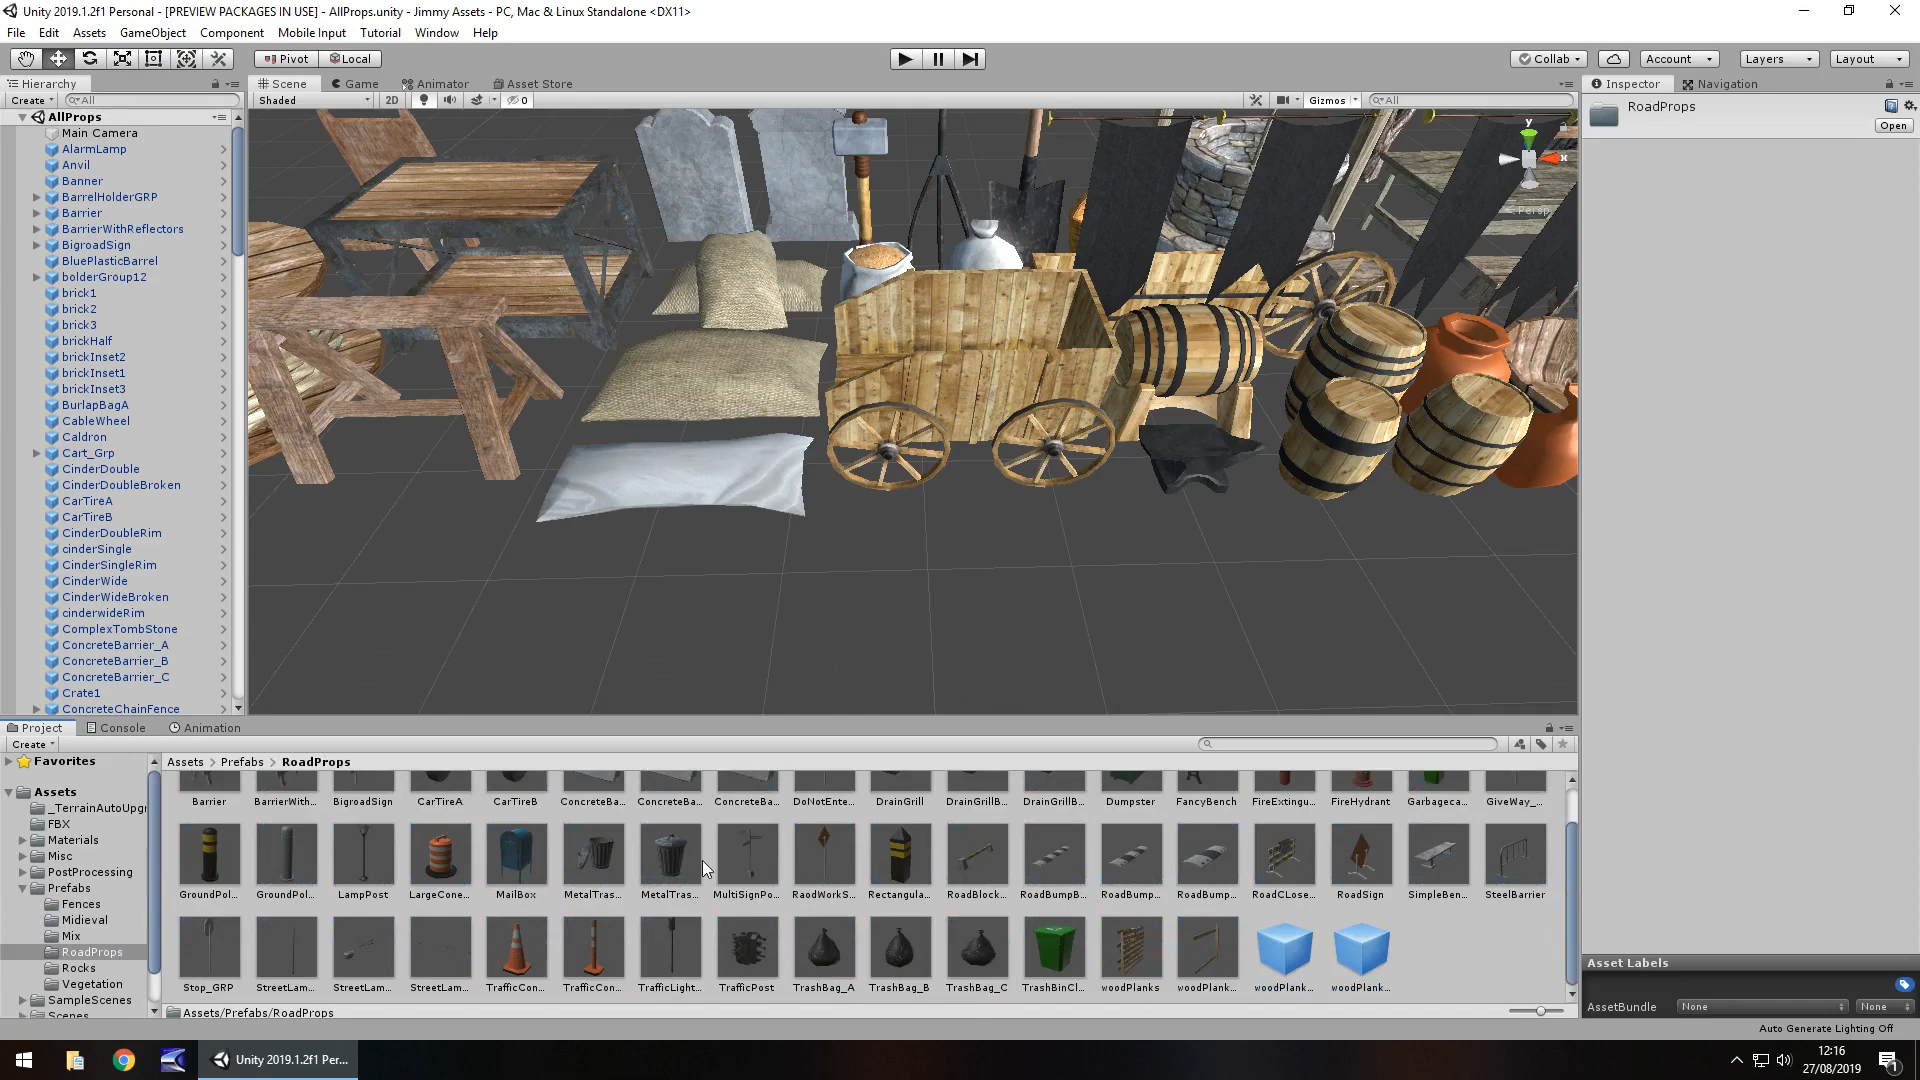 Unity 2019.1.2f1 Personal - [PREVIEW PACKAGES IN USE] - AllProps.unity - Jimmy Assets - PC, Mac & Linux Standalone <DX11>
File Edit Assets GameObject Component Mobile Input Tutorial Window Help
Pivot Local Collab Account Layers Layout
Hierarchy Scene Game Animator Asset Store Inspector Navigation
Create All Shaded 2D 0 Gizmos All
RoadProps
Open
y
x
Persp
AllProps
Main Camera
AlarmLamp
Anvil
Banner
BarrelHolderGRP
Barrier
BarrierWithReflectors
BigroadSign
BluePlasticBarrel
bolderGroup12
brick1
brick2
brick3
brickHalf
brickInset2
brickInset1
brickInset3
BurlapBagA
CableWheel
Caldron
Cart_Grp
CinderDouble
CinderDoubleBroken
CarTireA
CarTireB
CinderDoubleRim
cinderSingle
CinderSingleRim
CinderWide
CinderWideBroken
cinderwideRim
ComplexTombStone
ConcreteBarrier_A
ConcreteBarrier_B
ConcreteBarrier_C
Crate1
ConcreteChainFence
Project Console Animation
Create
Favorites
Assets
_TerrainAutoUpgr
FBX
Materials
Misc
PostProcessing
Prefabs
Fences
Midieval
Mix
RoadProps
Rocks
Vegetation
SampleScenes
Scenes
Assets > Prefabs > RoadProps
Barrier BarrierWith... BigroadSign CarTireA CarTireB ConcreteBa... ConcreteBa... ConcreteBa... DoNotEnte... DrainGrill DrainGrillB... DrainGrillB... Dumpster FancyBench FireExtingu... FireHydrant Garbageca... GiveWay_...
GroundPol... GroundPol... LampPost LargeCone... MailBox MetalTras... MetalTras... MultiSignPo... RaodWorkS... Rectangula... RoadBlock... RoadBumpB... RoadBump... RoadBump... RoadCLose... RoadSign SimpleBen... SteelBarrier
Stop_GRP StreetLam... StreetLam... StreetLam... TrafficCon... TrafficCon... TrafficLight... TrafficPost TrashBag_A TrashBag_B TrashBag_C TrashBinCl... woodPlanks woodPlank... woodPlank... woodPlank...
Assets/Prefabs/RoadProps
Asset Labels
AssetBundle None None
Auto Generate Lighting Off
Unity 2019.1.2f1 Per...
12:16
27/08/2019
1